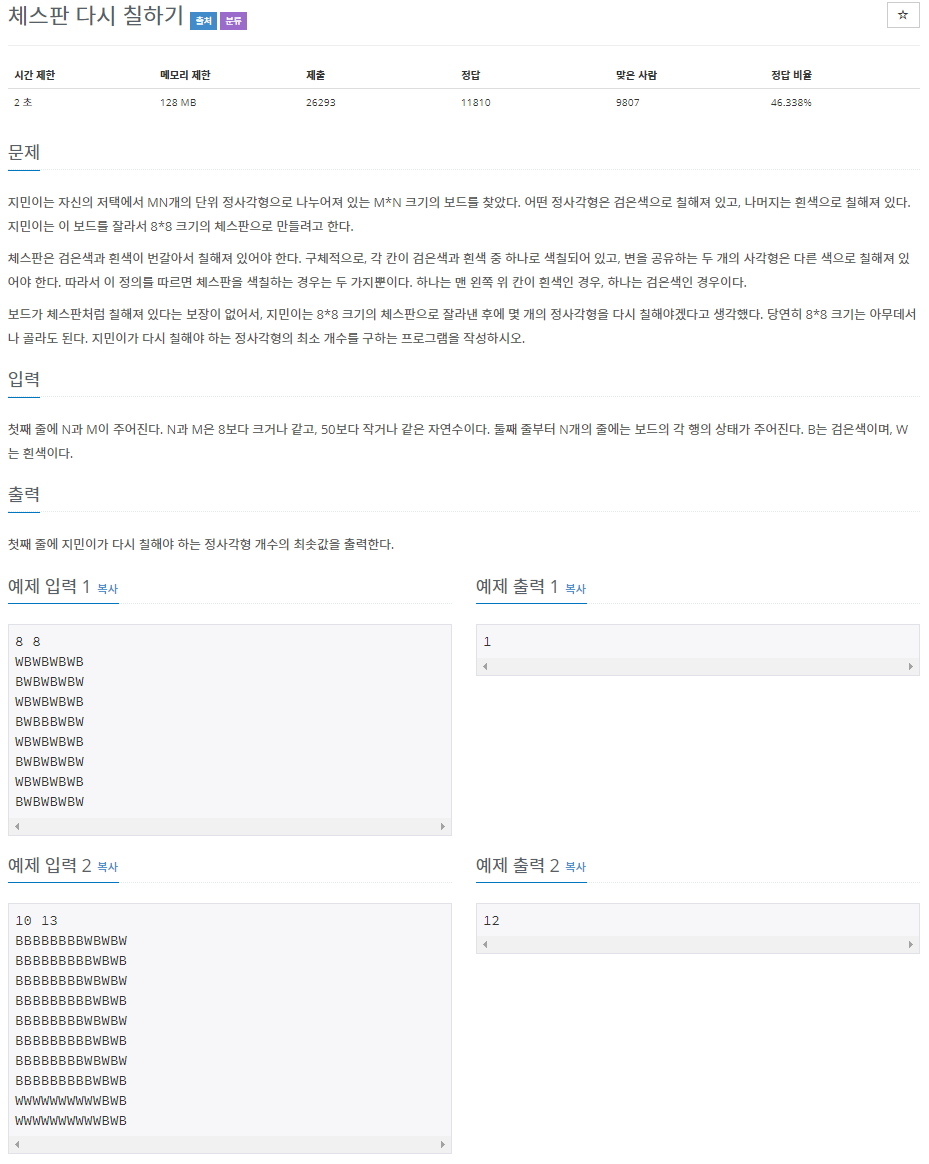 체스판 다시 칠하기 출처 분류
☆
시간 제한 메모리 제한 제출 정답 맞은 사람 정답 비율
2 초 128 MB 26293 11810 9807 46.338%
문제
지민이는 자신의 저택에서 MN개의 단위 정사각형으로 나누어져 있는 M*N 크기의 보드를 찾았다. 어떤 정사각형은 검은색으로 칠해져 있고, 나머지는 흰색으로 칠해져 있다.
지민이는 이 보드를 잘라서 8*8 크기의 체스판으로 만들려고 한다.
체스판은 검은색과 흰색이 번갈아서 칠해져 있어야 한다. 구체적으로, 각 칸이 검은색과 흰색 중 하나로 색칠되어 있고, 변을 공유하는 두 개의 사각형은 다른 색으로 칠해져 있
어야 한다. 따라서 이 정의를 따르면 체스판을 색칠하는 경우는 두 가지뿐이다. 하나는 맨 왼쪽 위 칸이 흰색인 경우, 하나는 검은색인 경우이다.
보드가 체스판처럼 칠해져 있다는 보장이 없어서, 지민이는 8*8 크기의 체스판으로 잘라낸 후에 몇 개의 정사각형을 다시 칠해야겠다고 생각했다. 당연히 8*8 크기는 아무데서
나 골라도 된다. 지민이가 다시 칠해야 하는 정사각형의 최소 개수를 구하는 프로그램을 작성하시오.
입력
첫째 줄에 N과 M이 주어진다. N과 M은 8보다 크거나 같고, 50보다 작거나 같은 자연수이다. 둘째 줄부터 N개의 줄에는 보드의 각 행의 상태가 주어진다. B는 검은색이며, W
는 흰색이다.
출력
첫째 줄에 지민이가 다시 칠해야 하는 정사각형 개수의 최솟값을 출력한다.
예제 입력 1 복사
8 8
WBWBWBWB
BWBWBWBW
WBWBWBWB
BWBBBWBW
WBWBWBWB
BWBWBWBW
WBWBWBWB
BWBWBWBW
예제 출력 1 복사
1
예제 입력 2 복사
10 13
BBBBBBBBWBWBW
BBBBBBBBBWBWB
BBBBBBBBWBWBW
BBBBBBBBBWBWB
BBBBBBBBWBWBW
BBBBBBBBBWBWB
BBBBBBBBWBWBW
BBBBBBBBBWBWB
WWWWWWWWWWBWB
WWWWWWWWWWBWB
예제 출력 2 복사
12